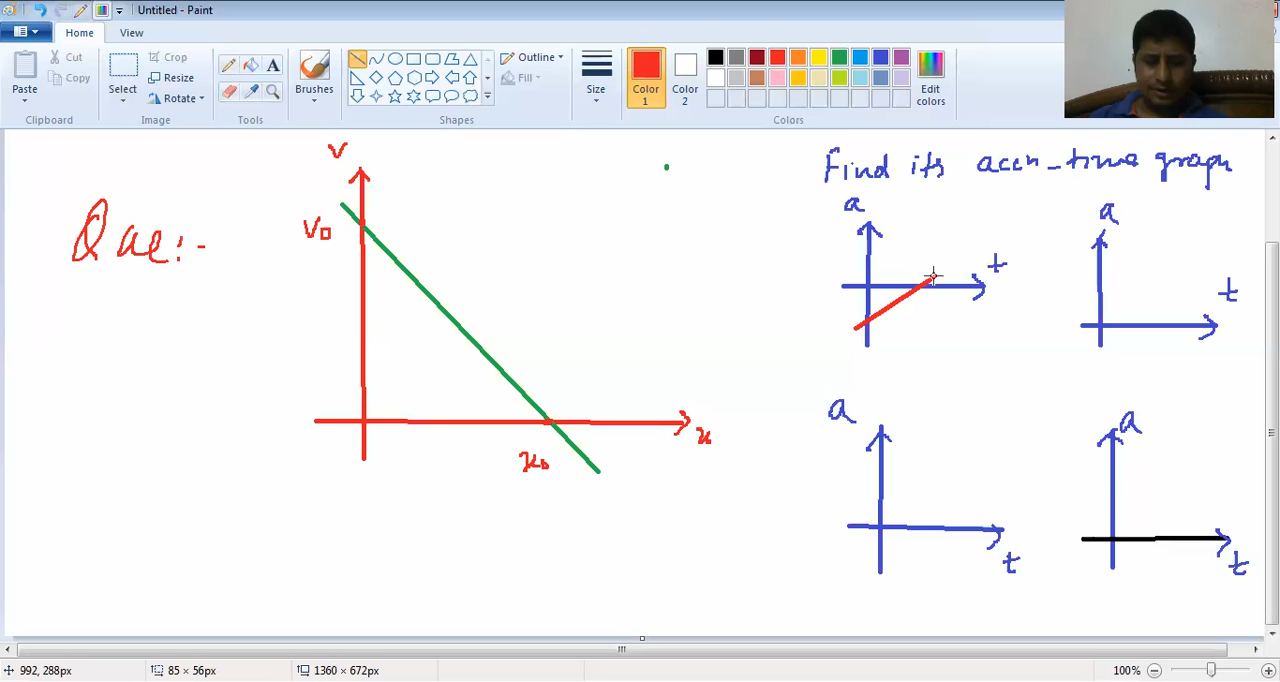 Untitled - Paint
Home View
Paste
Cut
Copy
Clipboard
Select
Crop
Resize
Rotate
Image
Tools
Brushes
Shapes
Outline
Fill
Size
Color 1
Color 2
Colors
Edit colors
Que:-
V
V0
x0
x
Find its accn-time graph
a
t
a
t
a
t
a
t
992, 288px
85 × 56px
1360 × 672px
100%